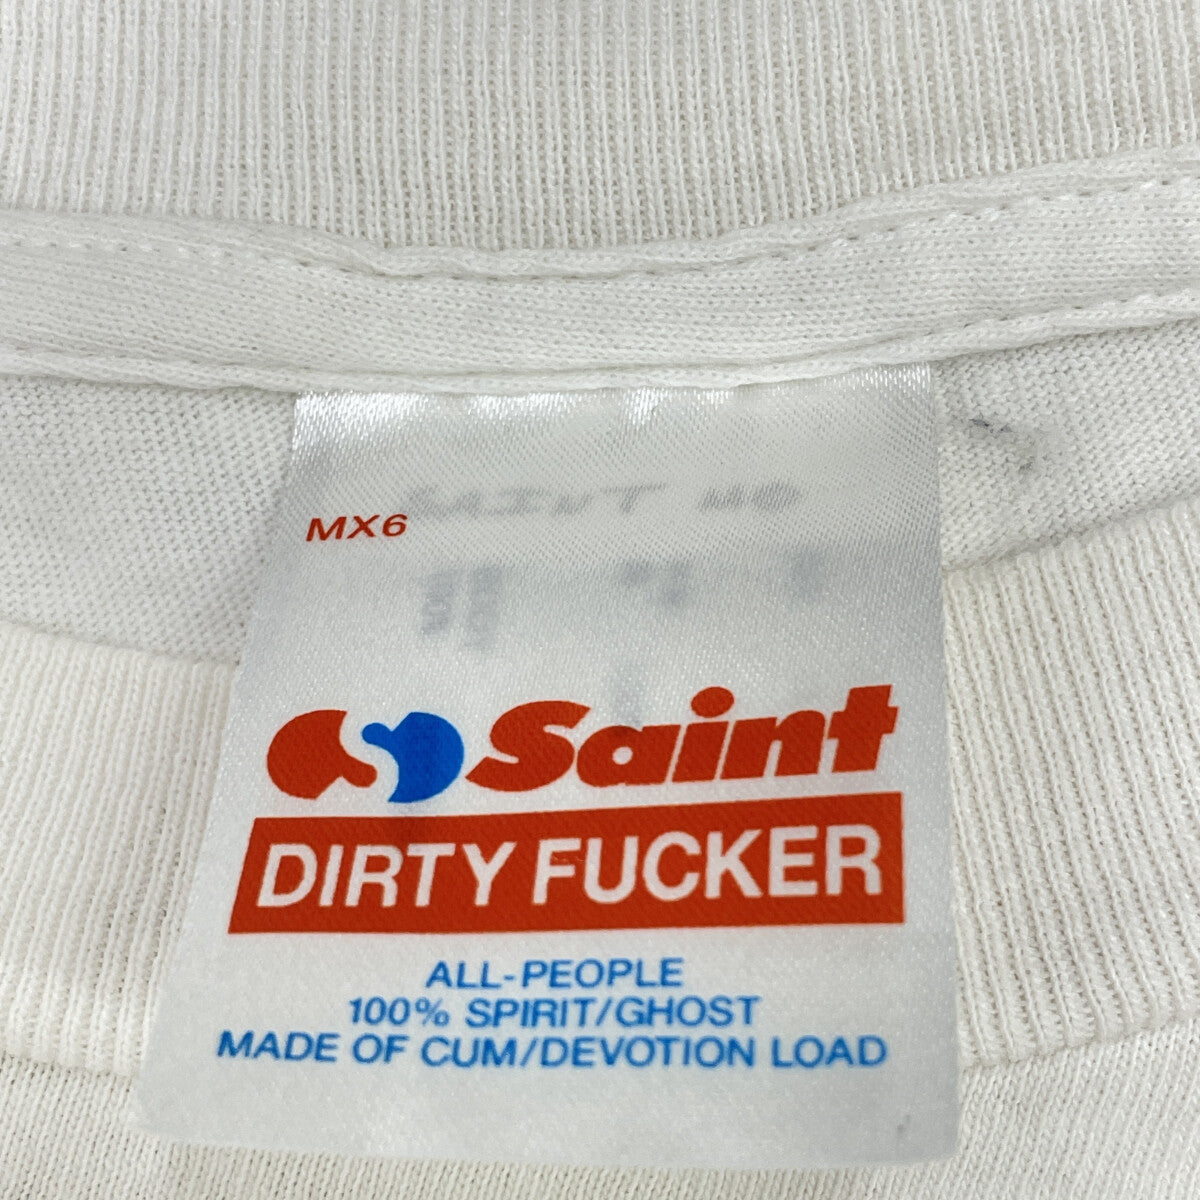 MX6
Saint
DIRTY FUCKER
ALL-PEOPLE
100% SPIRIT/GHOST
MADE OF CUM/DEVOTION LOAD